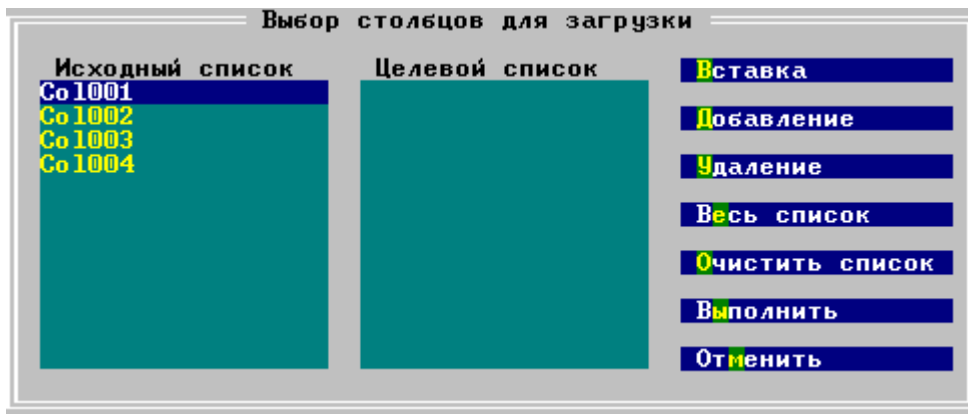 Выбор столбцов для загрузки
Исходный список
Целевой список
Col001
Col002
Col003
Col004
Вставка
Добавление
Удаление
Весь список
Очистить список
Выполнить
Отменить